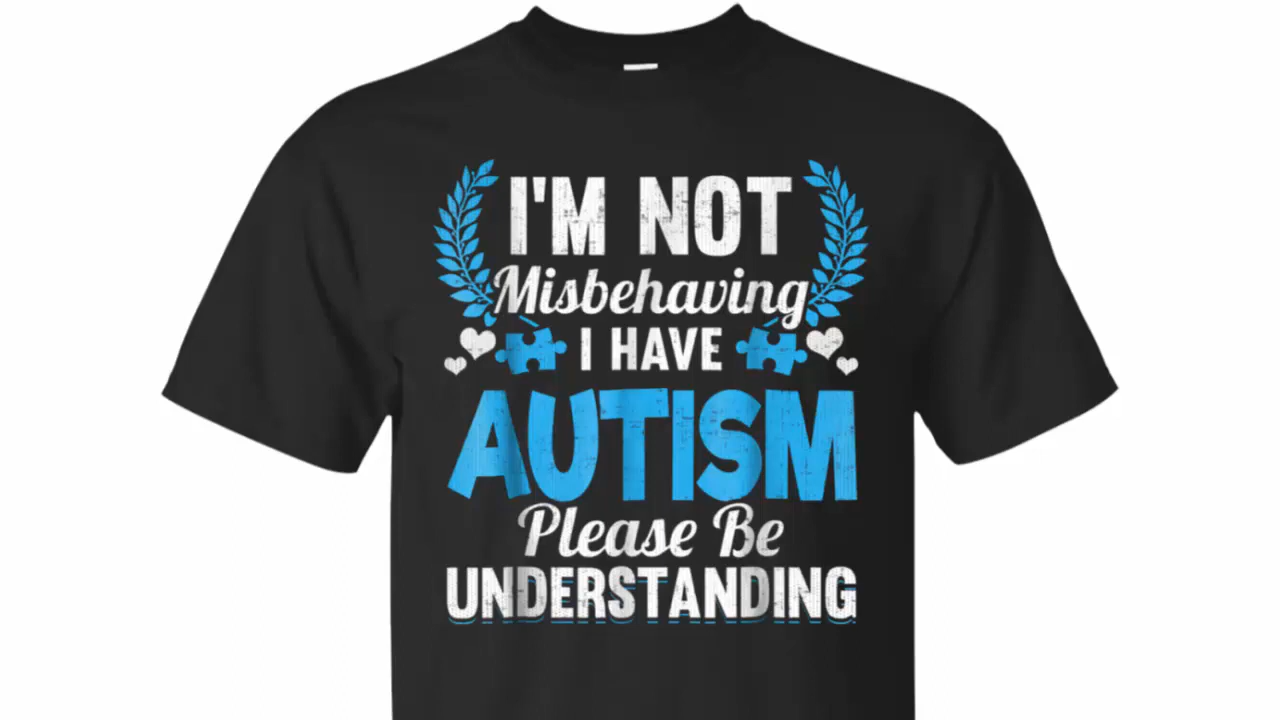 I'M NOT
Misbehaving
I HAVE
AUTISM
Please Be
UNDERSTANDING